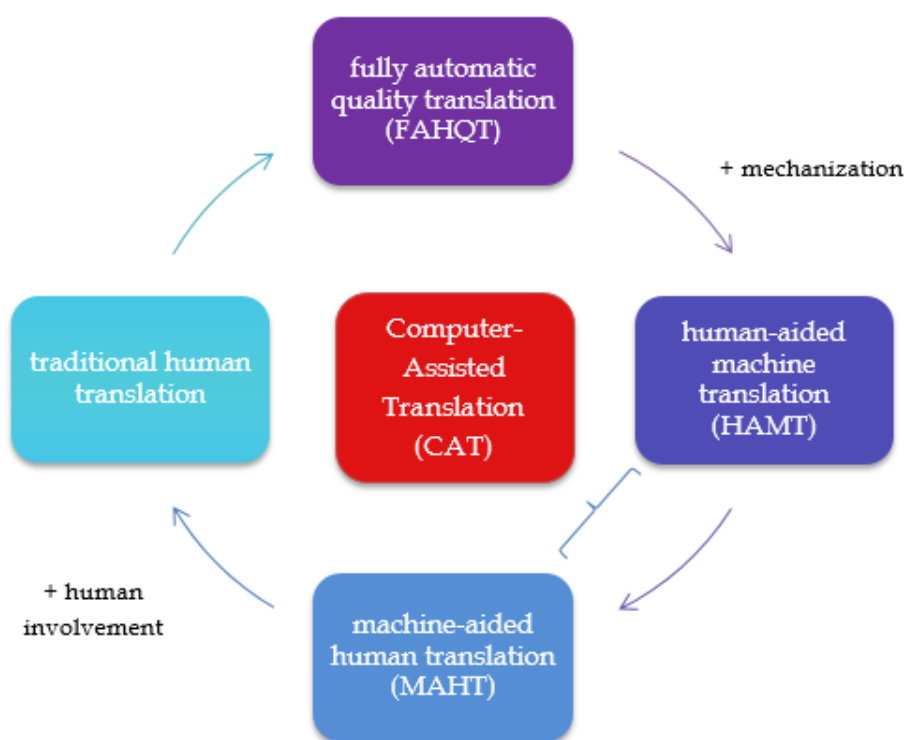 fully automatic
quality translation
(FAHQT)
+ mechanization
traditional human
translation
Computer-
Assisted
Translation
(CAT)
human-aided
machine
translation
(HAMT)
+ human
involvement
machine-aided
human translation
(MAHT)